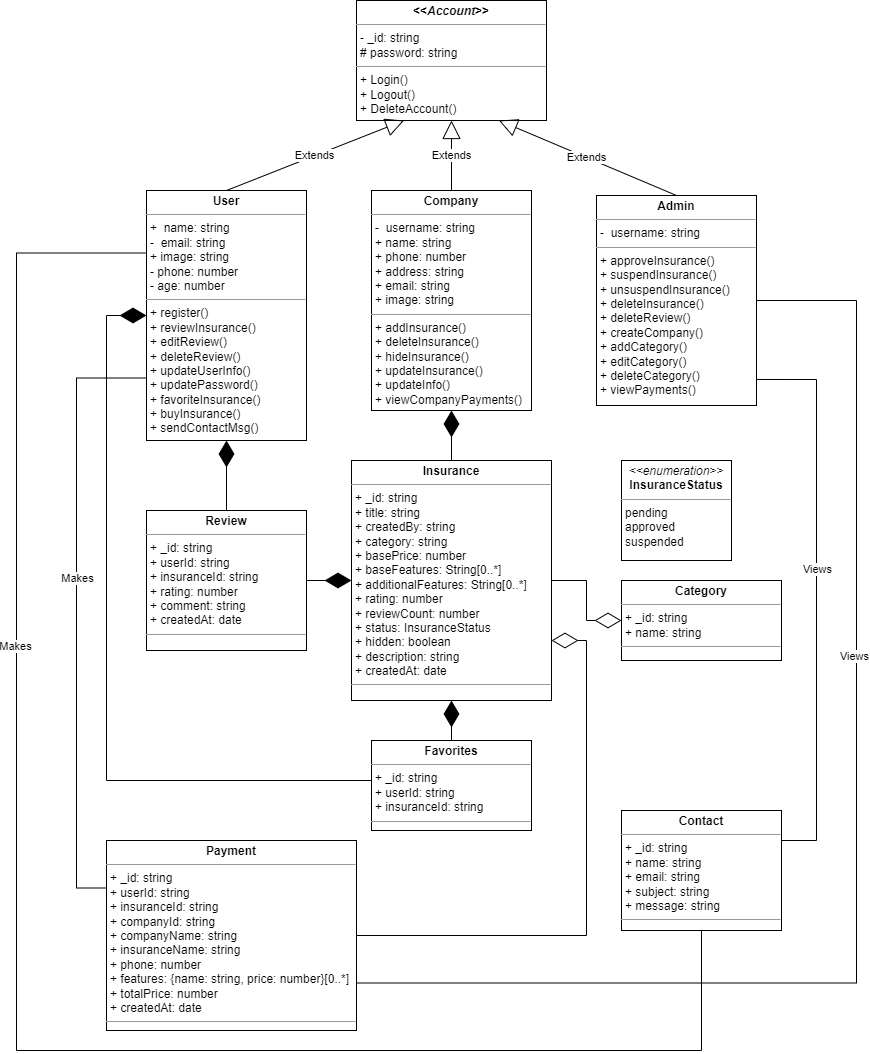 <<Account>>
- _id: string
# password: string
+ Login()
+ Logout()
+ DeleteAccount()
Extends
Extends
Extends
User
+  name: string
-  email: string
+ image: string
- phone: number
- age: number
+ register()
+ reviewInsurance()
+ editReview()
+ deleteReview()
+ updateUserInfo()
+ updatePassword()
+ favoriteInsurance()
+ buyInsurance()
+ sendContactMsg()
Company
-  username: string
+ name: string
+ phone: number
+ address: string
+ email: string
+ image: string
+ addInsurance()
+ deleteInsurance()
+ hideInsurance()
+ updateInsurance()
+ updateInfo()
+ viewCompanyPayments()
Admin
-  username: string
+ approveInsurance()
+ suspendInsurance()
+ unsuspendInsurance()
+ deleteInsurance()
+ deleteReview()
+ createCompany()
+ addCategory()
+ editCategory()
+ deleteCategory()
+ viewPayments()
Review
+ _id: string
+ userId: string
+ insuranceId: string
+ rating: number
+ comment: string
+ createdAt: date
Insurance
+ _id: string
+ title: string
+ createdBy: string
+ category: string
+ basePrice: number
+ baseFeatures: String[0..*]
+ additionalFeatures: String[0..*]
+ rating: number
+ reviewCount: number
+ status: InsuranceStatus
+ hidden: boolean
+ description: string
+ createdAt: date
<<enumeration>>
InsuranceStatus
pending
approved
suspended
Category
+ _id: string
+ name: string
Makes
Makes
Views
Views
Favorites
+ _id: string
+ userId: string
+ insuranceId: string
Payment
+ _id: string
+ userId: string
+ insuranceId: string
+ companyId: string
+ companyName: string
+ insuranceName: string
+ phone: number
+ features: {name: string, price: number}[0..*]
+ totalPrice: number
+ createdAt: date
Contact
+ _id: string
+ name: string
+ email: string
+ subject: string
+ message: string